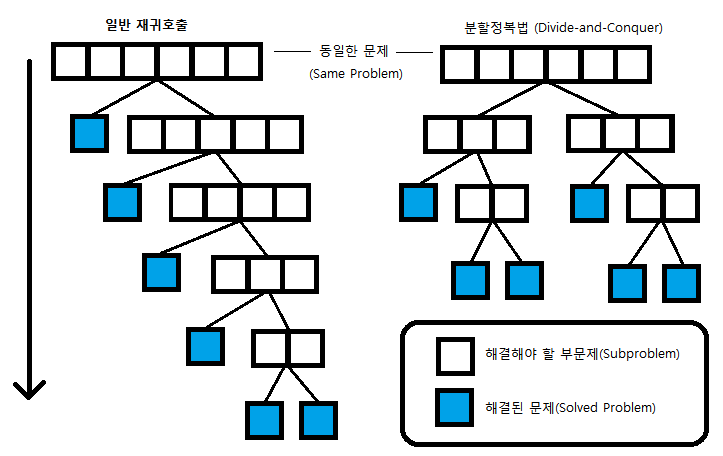 일반 재귀호출
분할정복법 (Divide-and-Conquer)
동일한 문제
(Same Problem)
해결해야 할 부문제(Subproblem)
해결된 문제(Solved Problem)